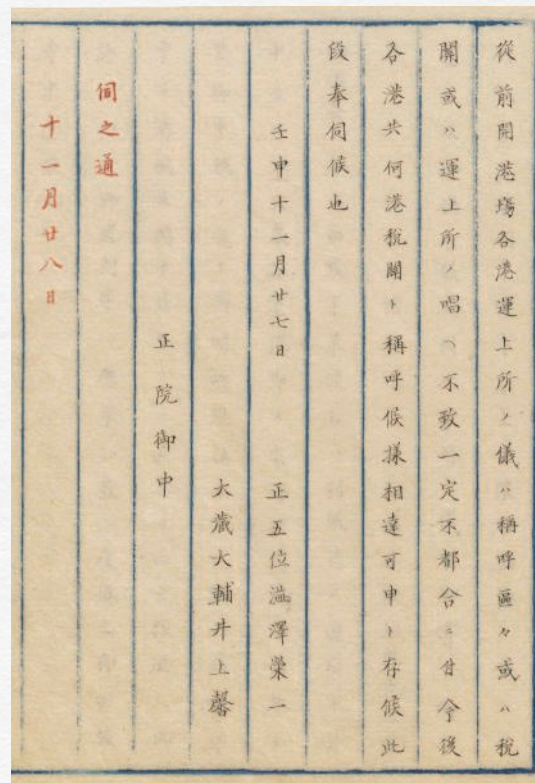 從前開港塲各港運上所ノ儀ハ稱呼區々或ハ稅
關或ハ運上所ノ唱ヘ不致一定不都合ニ付今後
各港共何港稅關ト稱呼候樣相達可申ト存候此
段奉伺候也
壬申十一月廿七日　正五位澁澤榮一
大藏大輔井上馨
正院御中
伺之通
十一月廿八日